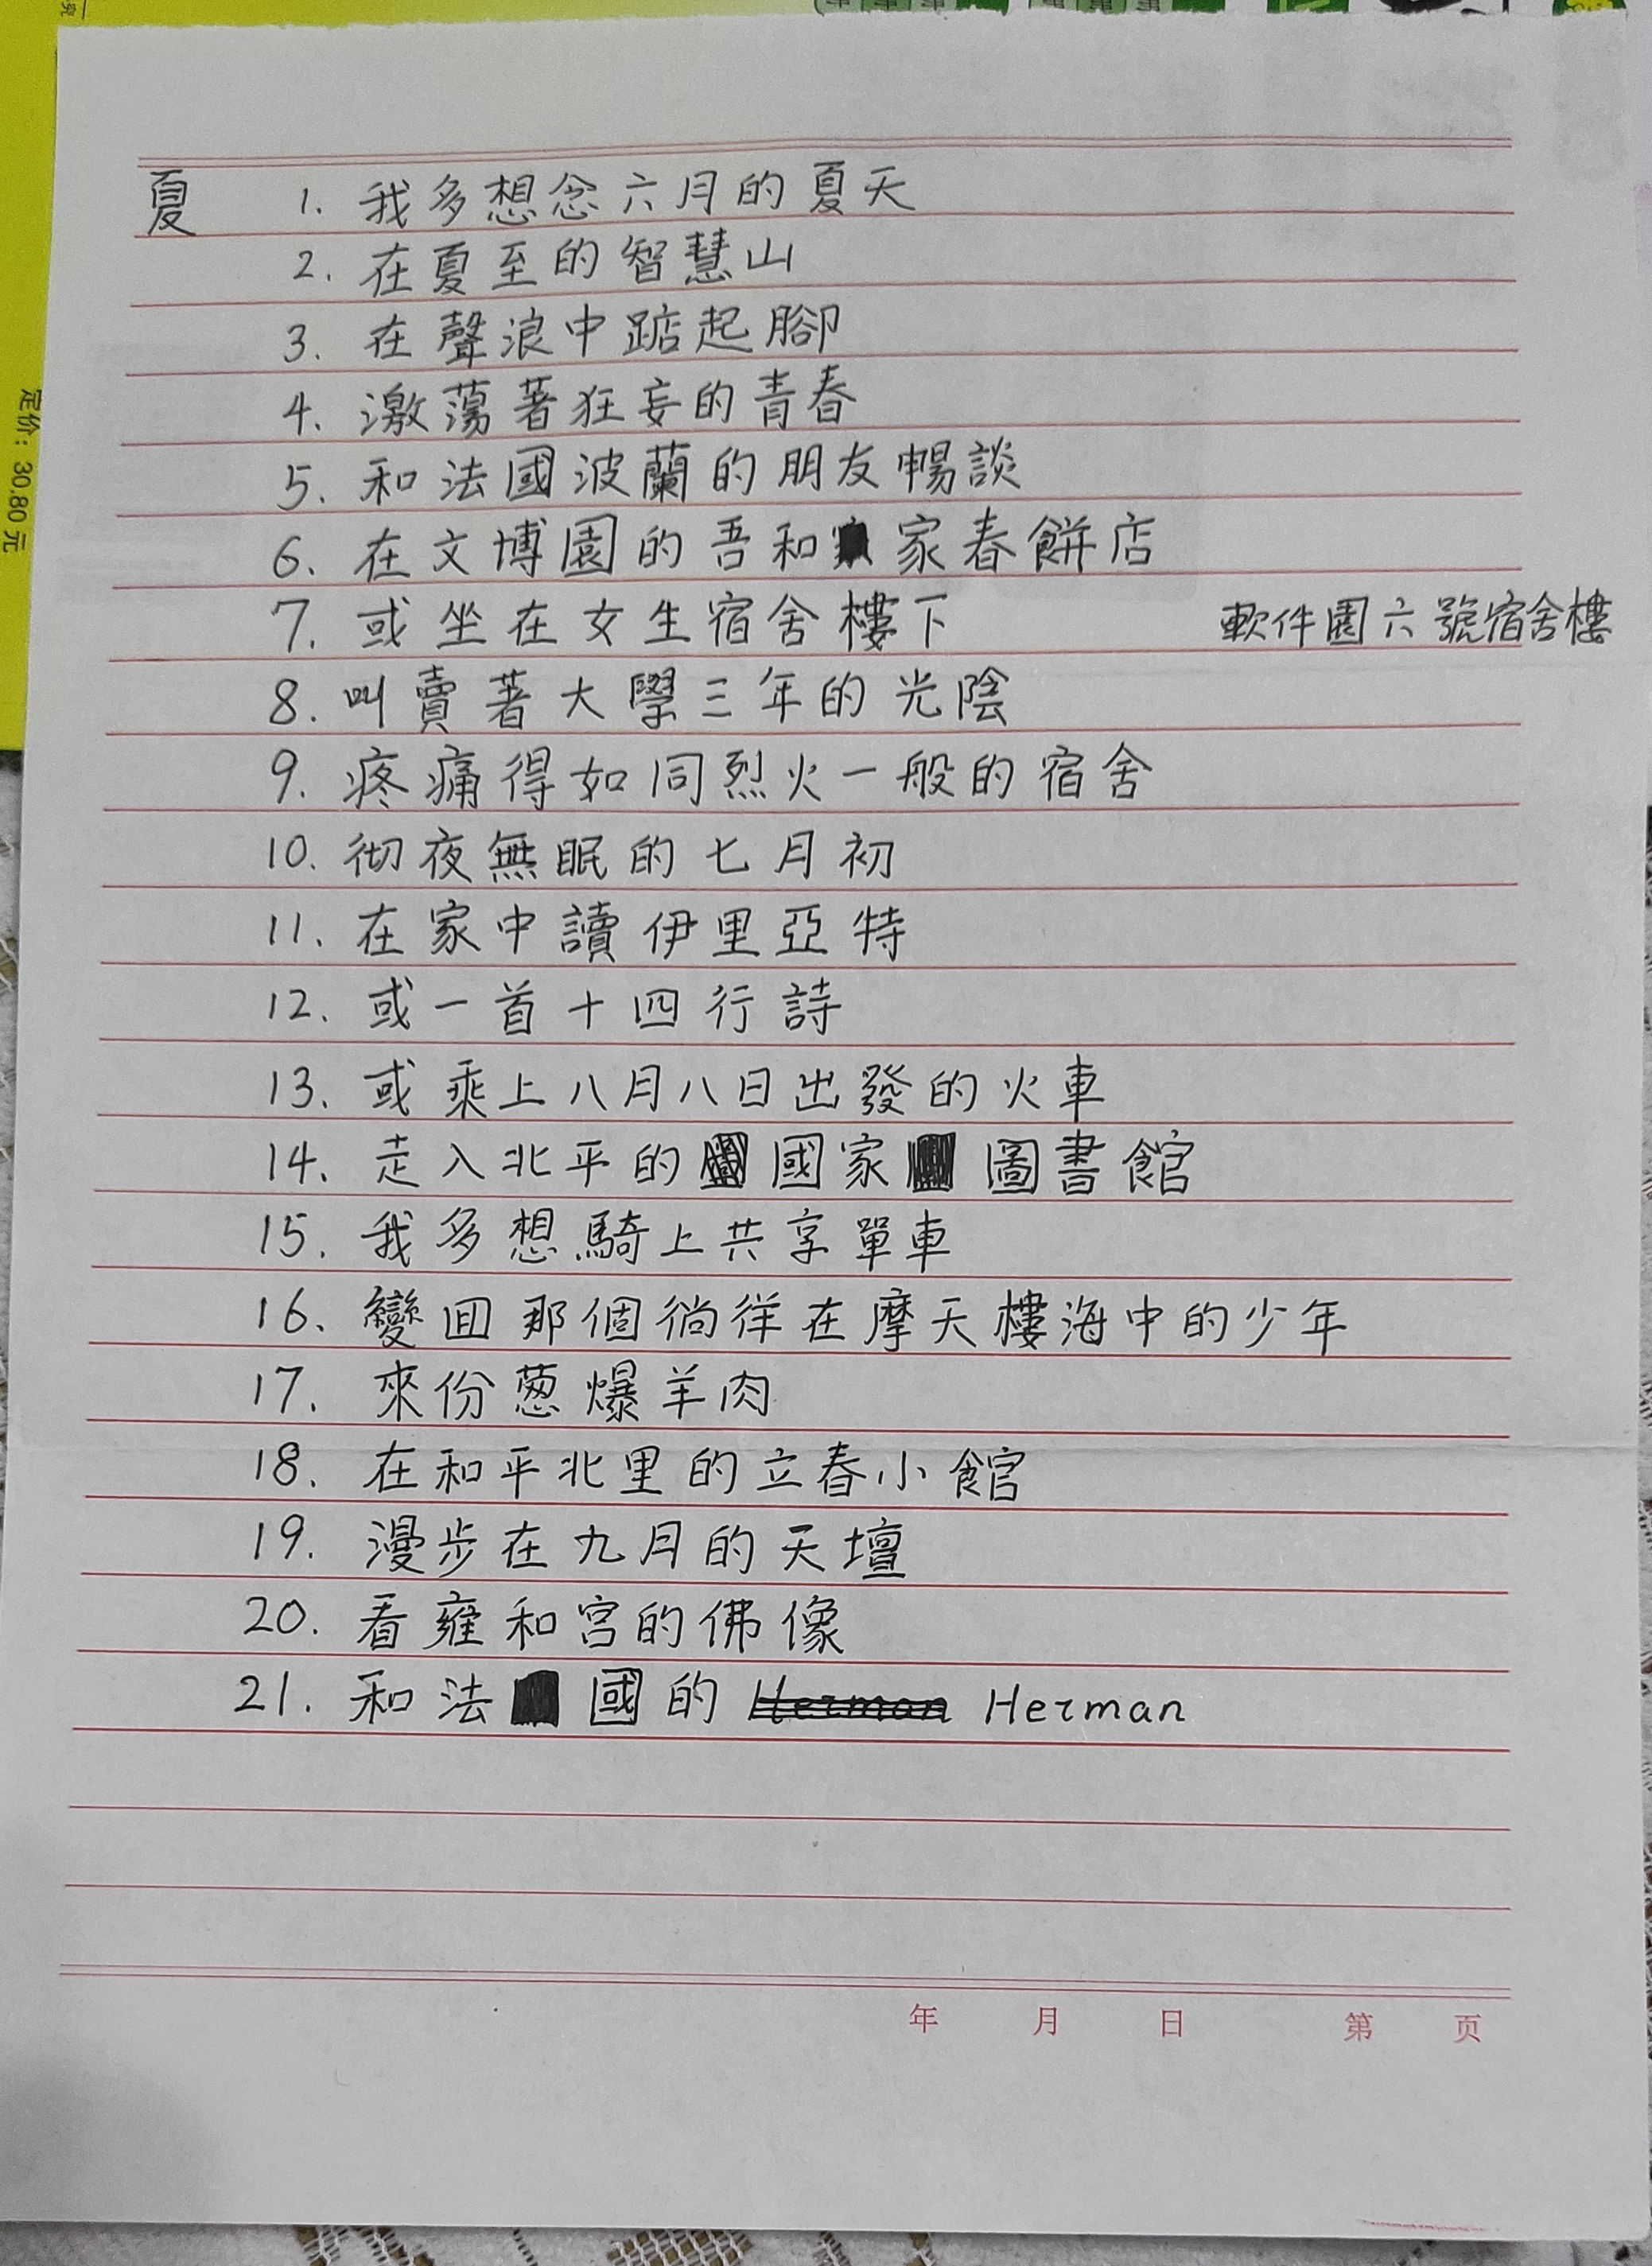 定价: 30.80 元
夏 1. 我多想念六月的夏天
2. 在夏至的智慧山
3. 在聲浪中踮起腳
4. 激蕩著狂妄的青春
5. 和法國波蘭的朋友暢談
6. 在文博園的吾和家春餅店
7. 或坐在女生宿舍樓下 軟件園六號宿舍樓
8. 叫賣著大學三年的光陰
9. 疼痛得如同烈火一般的宿舍
10. 彻夜無眠的七月初
11. 在家中讀伊里亞特
12. 或一首十四行詩
13. 或乘上八月八日出發的火車
14. 走入北平的國家圖書館
15. 我多想騎上共享單車
16. 變回那個徜徉在摩天樓海中的少年
17. 來份葱爆羊肉
18. 在和平北里的立春小館
19. 漫步在九月的天壇
20. 看雍和宮的佛像
21. 和法國的 Herman Herman
年 月 日 第 页